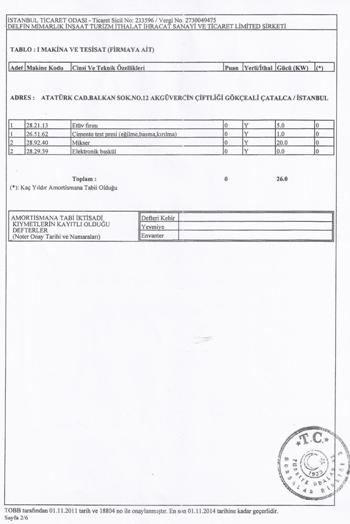 İSTANBUL TİCARET ODASI - Ticaret Sicil No: 233596 / Vergi No. 2730049475
DELFİN MİMARLIK İNŞAAT TURİZM İTHALAT İHRACAT SANAYİ VE TİCARET LİMİTED ŞİRKETİ
TABLO : I MAKİNA VE TESİSAT (FİRMAYA AİT)
Adet Makine Kodu Cinsi Ve Teknik Özellikleri Puan Yerli/İthal Gücü (KW) (*)
ADRES : ATATÜRK CAD.BALKAN SOK.NO.12 AKGÜVERCİN ÇİFTLİĞİ GÖKÇEALİ ÇATALCA / İSTANBUL
1 28.21.13 Etüv fırını 0 Y 5.0 0
1 26.51.62 Çimento test presi (eğilme,basma,kırılma) 0 Y 1.0 0
2 28.92.40 Mikser 0 Y 20.0 0
2 28.29.39 Elektronik baskül 0 Y 0.0 0
Toplam : 0 26.0
(*): Kaç Yıldır Amortismana Tabii Olduğu
AMORTİSMANA TABİ İKTİSADİ KIYMETLERİN KAYITLI OLDUĞU DEFTERLER
(Noter Onay Tarihi ve Numaraları)
Defteri Kebir
Yevmiye
Envanter
T.C.
TOBB tarafından 01.11.2011 tarih ve 18804 no ile onaylanmıştır. En son 01.11.2014 tarihine kadar geçerlidir.
Sayfa 2/6